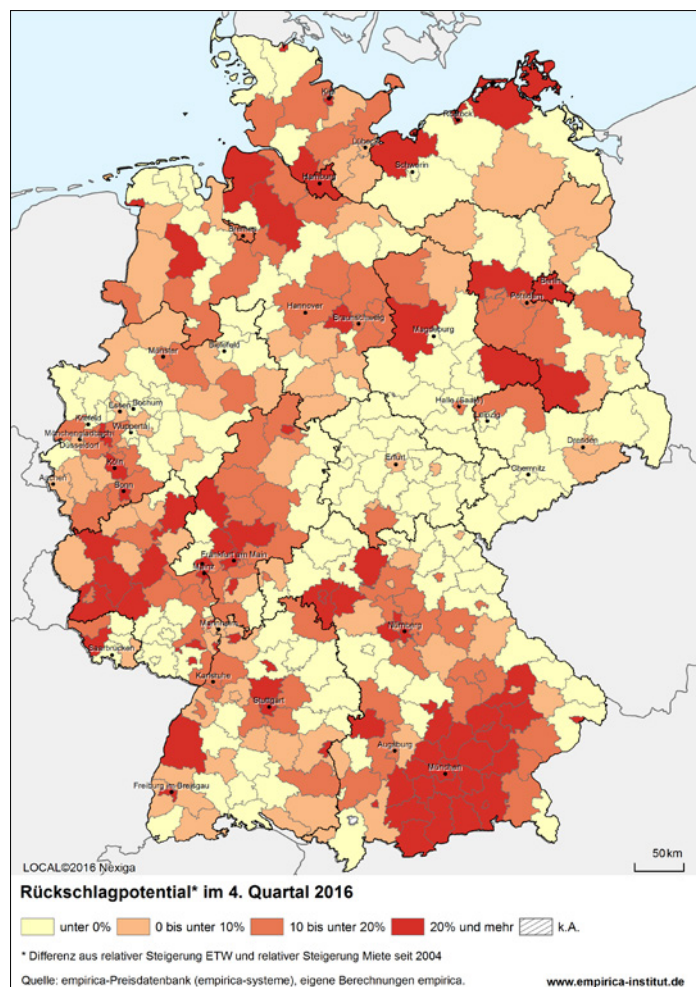 Kiel
Rostock
Lübeck
Schwerin
Hamburg
Bremen
Berlin
Potsdam
Hannover
Braunschweig
Magdeburg
Bielefeld
Münster
Essen
Bochum
Krefeld
Halle (Saale)
Leipzig
Wuppertal
Mönchengladbach
Düsseldorf
Dresden
Köln
Erfurt
Chemnitz
Aachen
Bonn
Frankfurt am Main
Mainz
Mannheim
Nürnberg
Saarbrücken
Karlsruhe
Stuttgart
Augsburg
München
Freiburg im Breisgau
LOCAL©2016 Nexiga
50km
Rückschlagpotential* im 4. Quartal 2016
unter 0%
0 bis unter 10%
10 bis unter 20%
20% und mehr
k.A.
* Differenz aus relativer Steigerung ETW und relativer Steigerung Miete seit 2004
Quelle: empirica-Preisdatenbank (empirica-systeme), eigene Berechnungen empirica.
www.empirica-institut.de